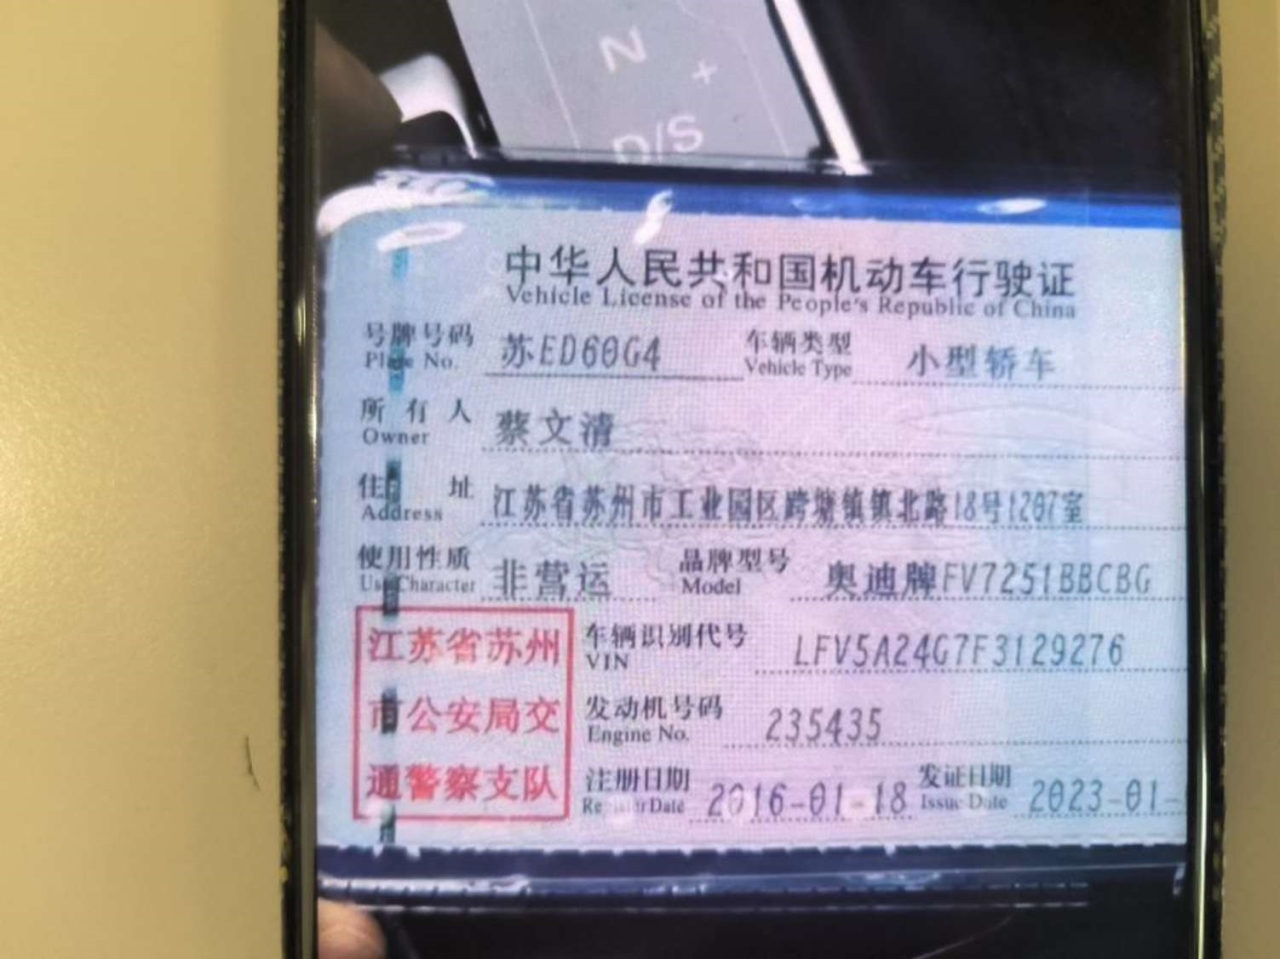 N
+
D/S
中华人民共和国机动车行驶证
Vehicle License of the People's Republic of China
号牌号码 苏ED60G4 车辆类型 小型轿车
Plate No. Vehicle Type
所有人 蔡文清
Owner
住址 江苏省苏州市工业园区跨塘镇镇北路18号1207室
Address
使用性质 非营运 品牌型号 奥迪牌FV7251BBCBG
Use Character Model
江苏省苏州
市公安局交
通警察支队
车辆识别代号 LFV5A24G7F3129276
VIN
发动机号码 235435
Engine No.
注册日期 2016-01-18 发证日期 2023-01-
Register Date Issue Date